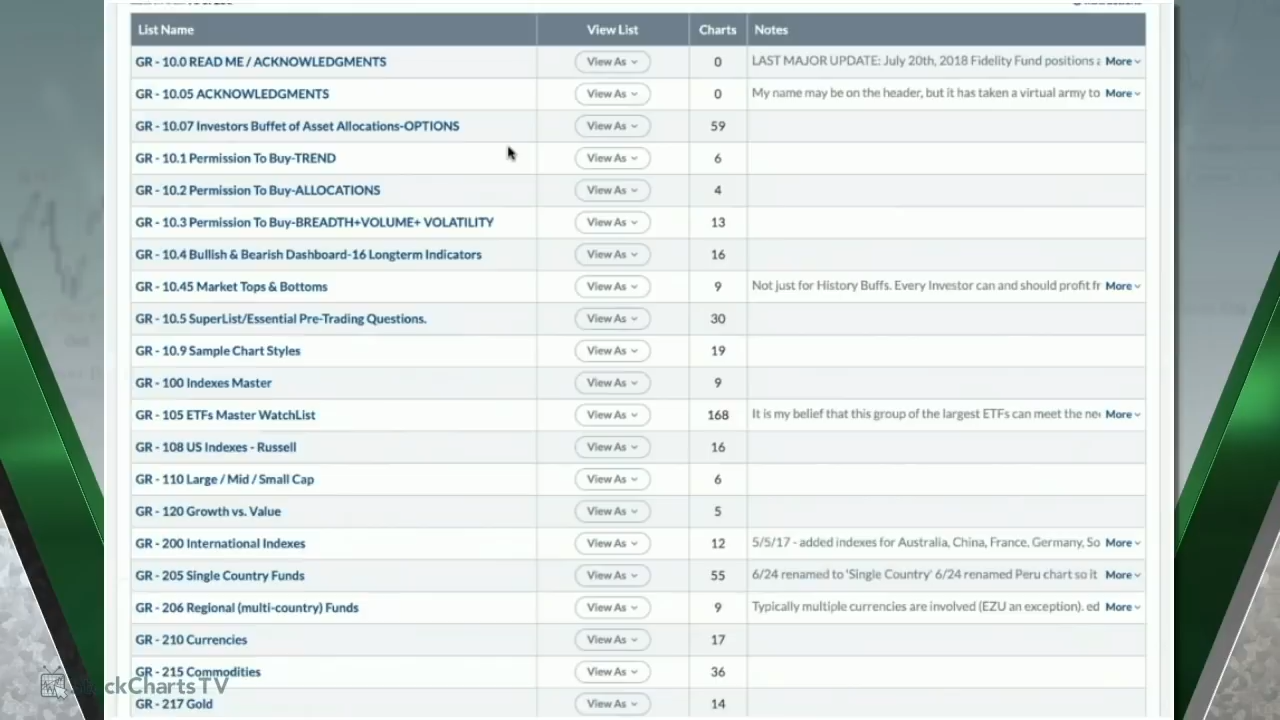 List Name View List Charts Notes
GR - 10.0 READ ME / ACKNOWLEDGMENTS View As 0 LAST MAJOR UPDATE: July 20th, 2018 Fidelity Fund positions More
GR - 10.05 ACKNOWLEDGMENTS View As 0 My name may be on the header, but it has taken a virtual army to More
GR - 10.07 Investors Buffet of Asset Allocations-OPTIONS View As 59
GR - 10.1 Permission To Buy-TREND View As 6
GR - 10.2 Permission To Buy-ALLOCATIONS View As 4
GR - 10.3 Permission To Buy-BREADTH+VOLUME+ VOLATILITY View As 13
GR - 10.4 Bullish & Bearish Dashboard-16 Longterm Indicators View As 16
GR - 10.45 Market Tops & Bottoms View As 9 Not just for History Buffs. Every Investor can and should profit fr More
GR - 10.5 SuperList/Essential Pre-Trading Questions. View As 30
GR - 10.9 Sample Chart Styles View As 19
GR - 100 Indexes Master View As 9
GR - 105 ETFs Master WatchList View As 168 It is my belief that this group of the largest ETFs can meet the More
GR - 108 US Indexes - Russell View As 16
GR - 110 Large / Mid / Small Cap View As 6
GR - 120 Growth vs. Value View As 5
GR - 200 International Indexes View As 12 5/5/17 - added indexes for Australia, China, France, Germany, So More
GR - 205 Single Country Funds View As 55 6/24 renamed to 'Single Country' 6/24 renamed Peru chart so it More
GR - 206 Regional (multi-country) Funds View As 9 Typically multiple currencies are involved (EZU an exception). ed More
GR - 210 Currencies View As 17
GR - 215 Commodities View As 36
StockChartsTV
GR - 217 Gold View As 14